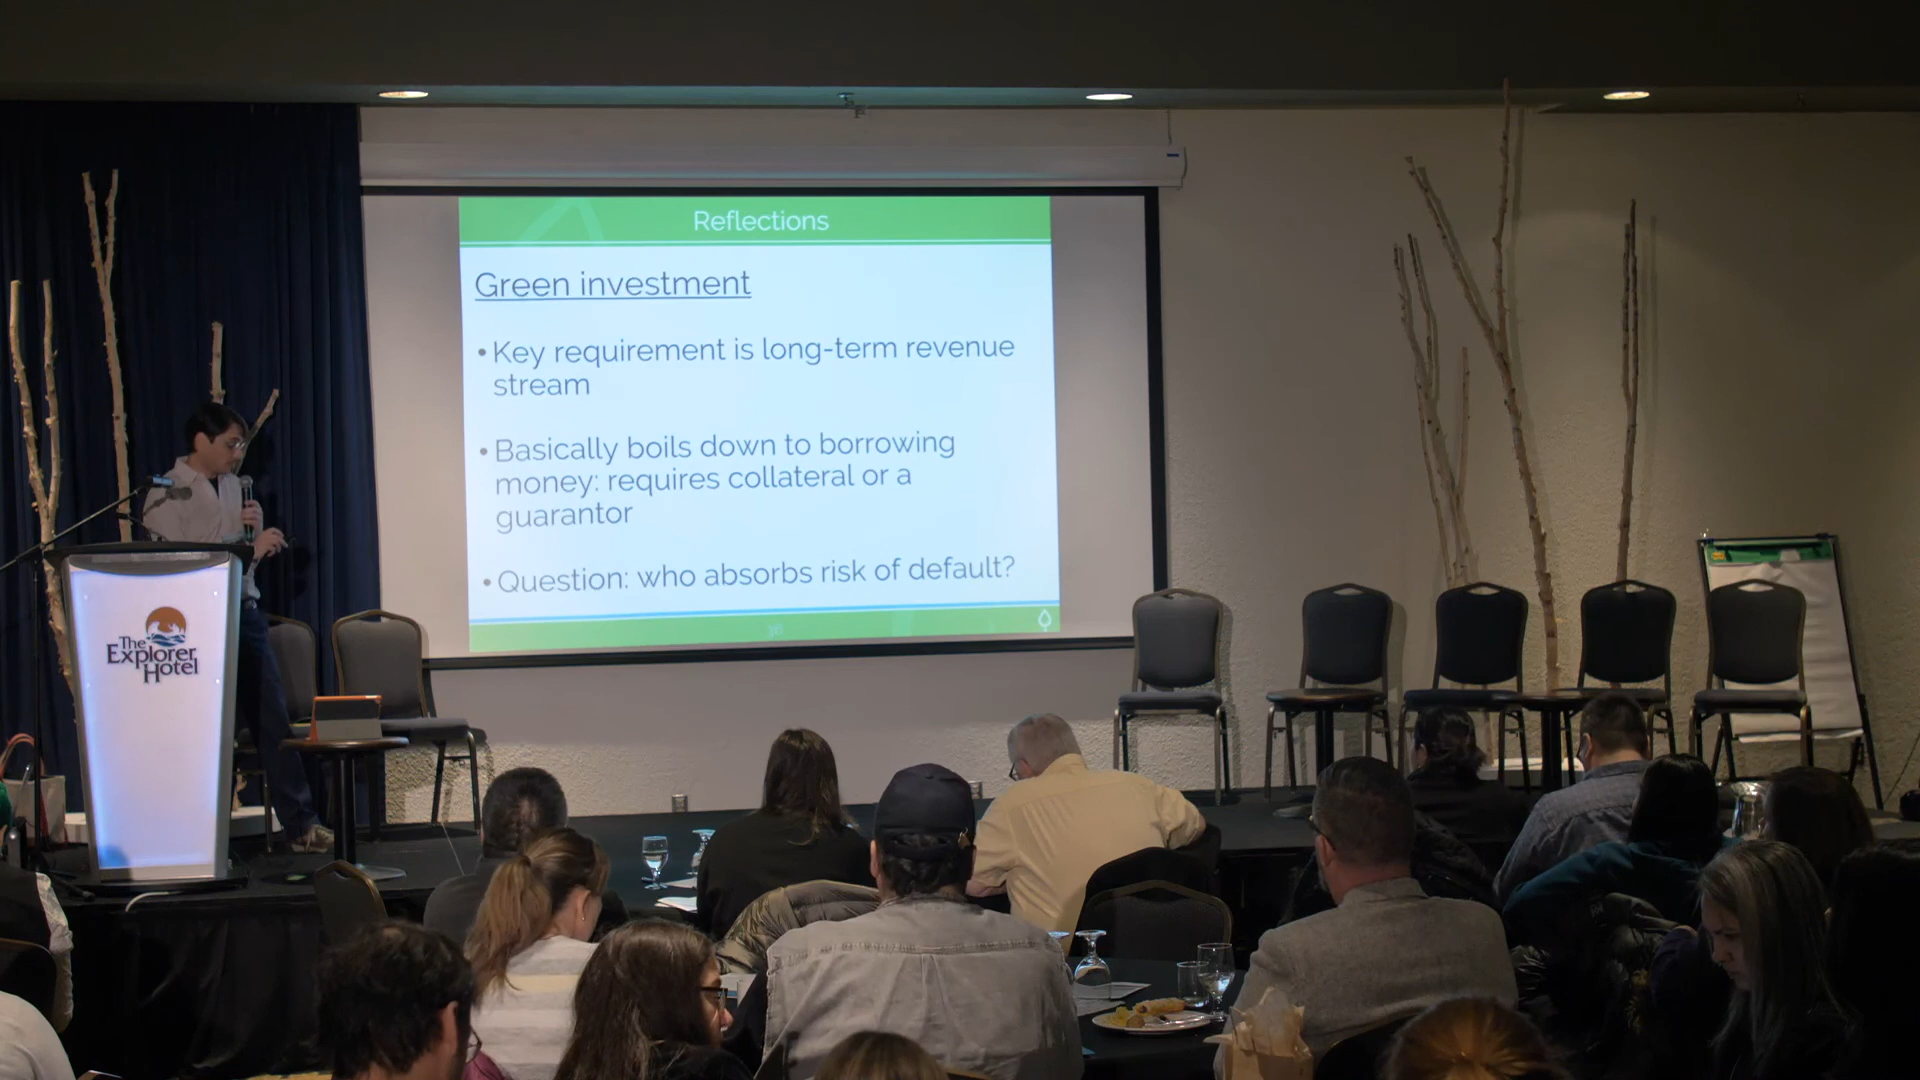 Reflections
Green investment
• Key requirement is long-term revenue
stream
• Basically boils down to borrowing
money: requires collateral or a
guarantor
• Question: who absorbs risk of default?
The
Explorer
Hotel